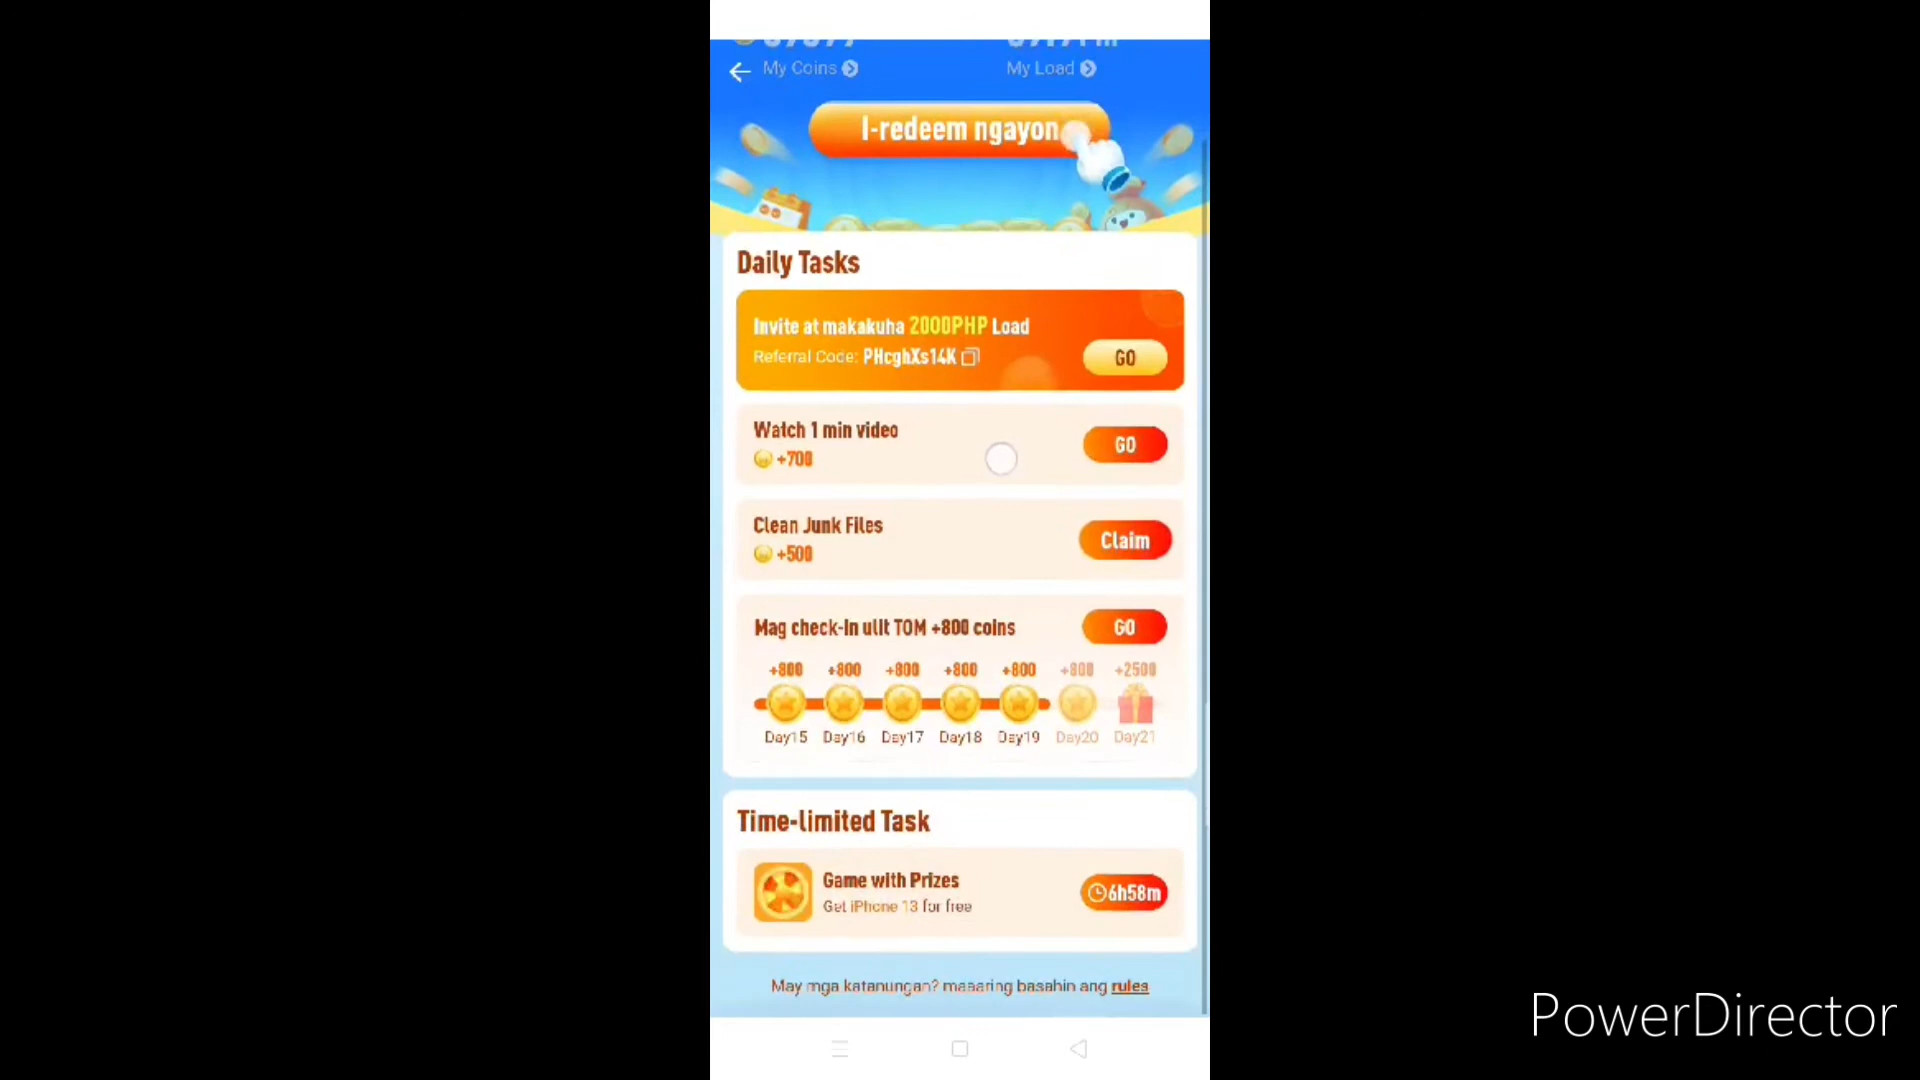 My Coins
My Load
I-redeem ngayon
Daily Tasks
Invite at makakuha 2000PHP Load
Referral Code: PHcghXs14K
GO
Watch 1 min video
+700
GO
Clean Junk Files
+500
Claim
Mag check-in ulit TOM +800 coins
GO
+800 +800 +800 +800 +800 +800 +2500
Day15 Day16 Day17 Day18 Day19 Day20 Day21
Time-limited Task
Game with Prizes
Get iPhone 13 for free
6h58m
May mga katanungan? maaaring basahin ang rules
PowerDirector